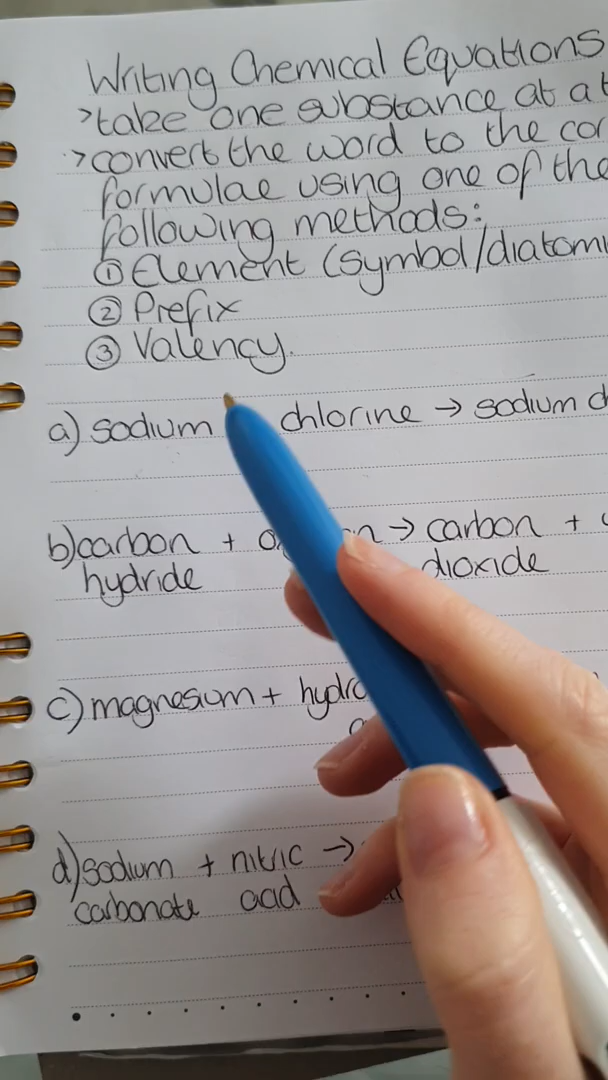 Writing Chemical Equations
>take one substance at a t
>convert the word to the cor
formulae using one of the
following methods:
① Element (symbol/diatomi
② Prefix
③ Valency.
a) sodium chlorine → sodium ch
b) carbon + → carbon +
hydride dioxide
c) magnesium + hydro
d) sodium + nitric →
carbonate acid